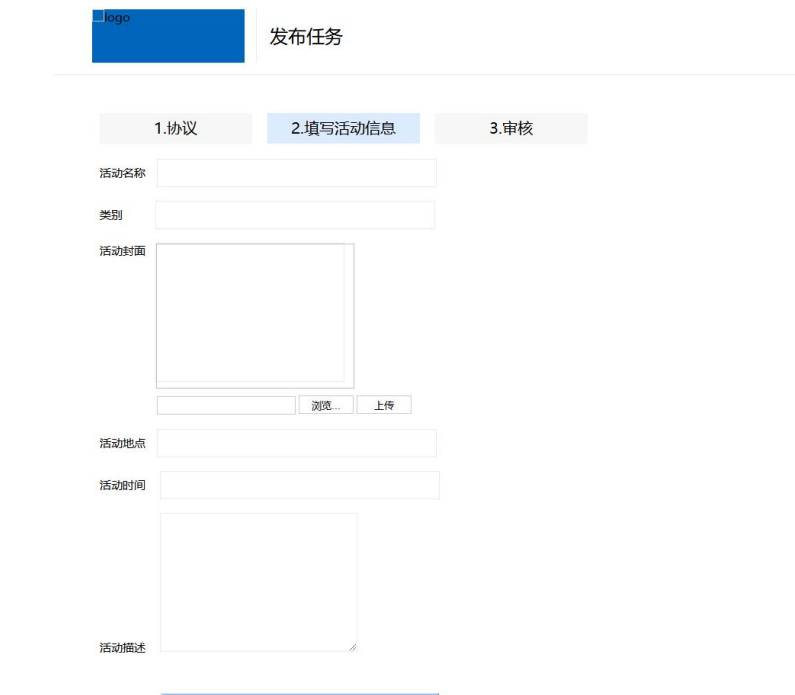 logo
发布任务
1.协议
2.填写活动信息
3.审核
活动名称
类别
活动封面
浏览...
上传
活动地点
活动时间
活动描述